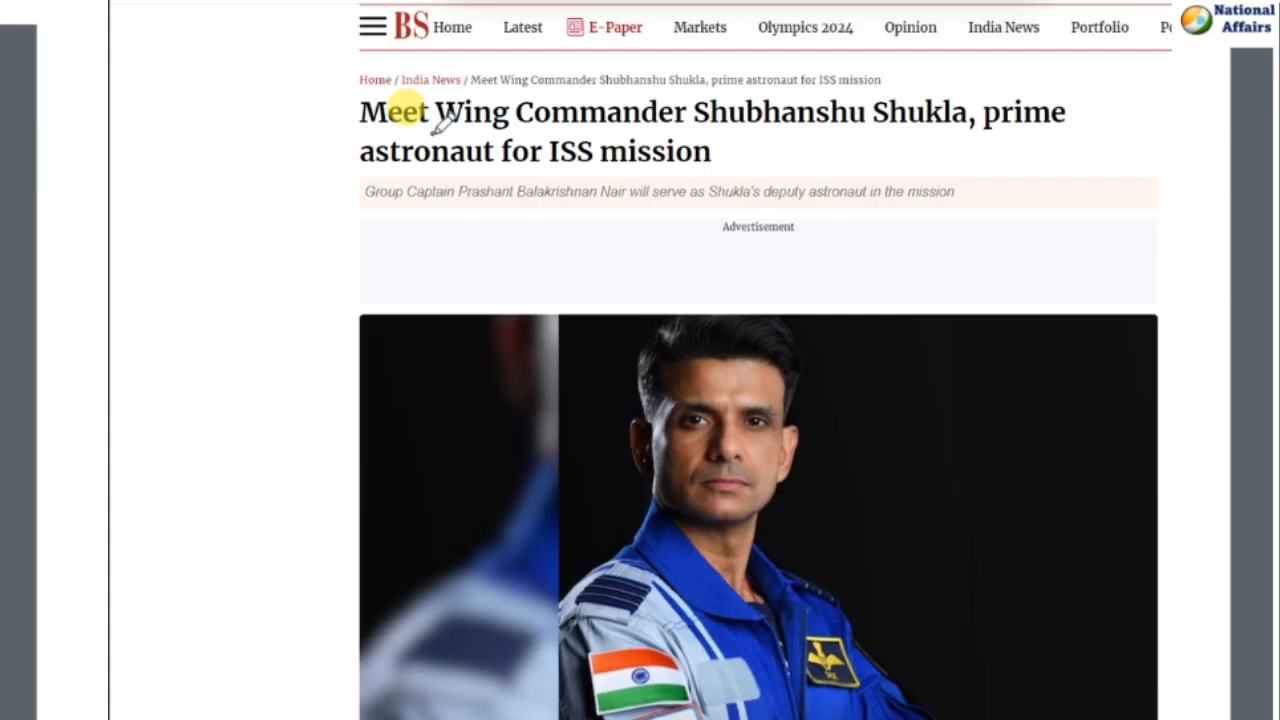 National
Affairs
BS Home Latest E-Paper Markets Olympics 2024 Opinion India News Portfolio
Home / India News / Meet Wing Commander Shubhanshu Shukla, prime astronaut for ISS mission
Meet Wing Commander Shubhanshu Shukla, prime
astronaut for ISS mission
Group Captain Prashant Balakrishnan Nair will serve as Shukla's deputy astronaut in the mission
Advertisement